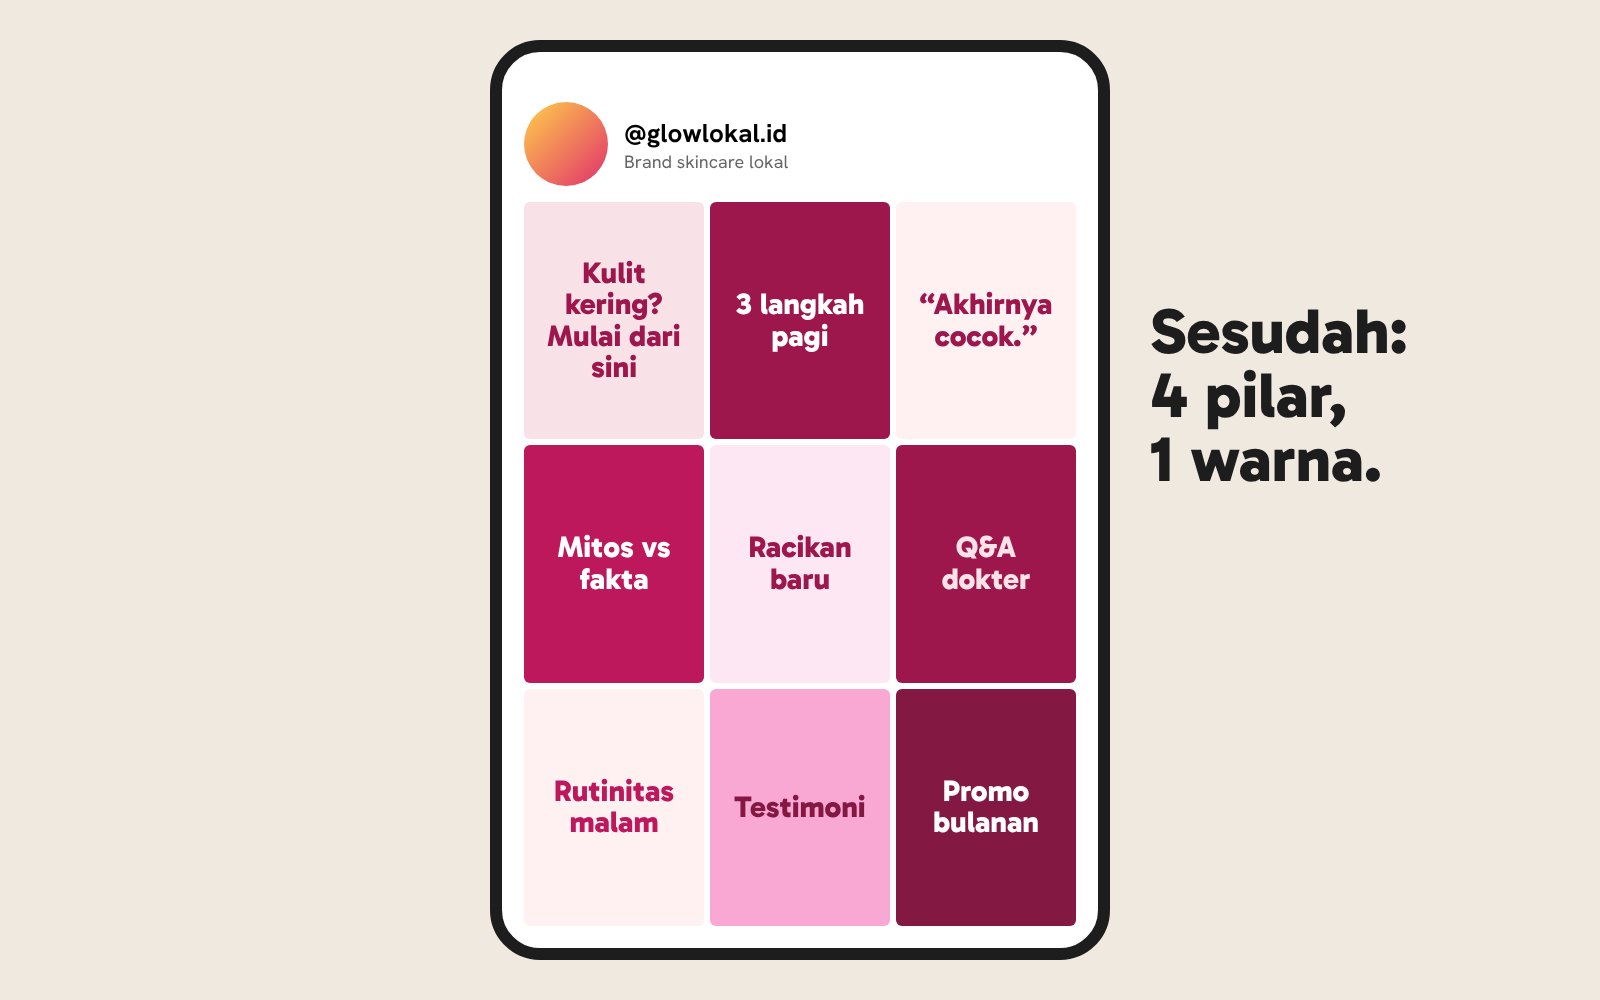 @glowlokal.id
Brand skincare lokal
Kulit
kering?
Mulai dari
sini
3 langkah
pagi
“Akhirnya
cocok.”
Mitos vs
fakta
Racikan
baru
Q&A
dokter
Rutinitas
malam
Testimoni
Promo
bulanan
Sesudah:
4 pilar,
1 warna.